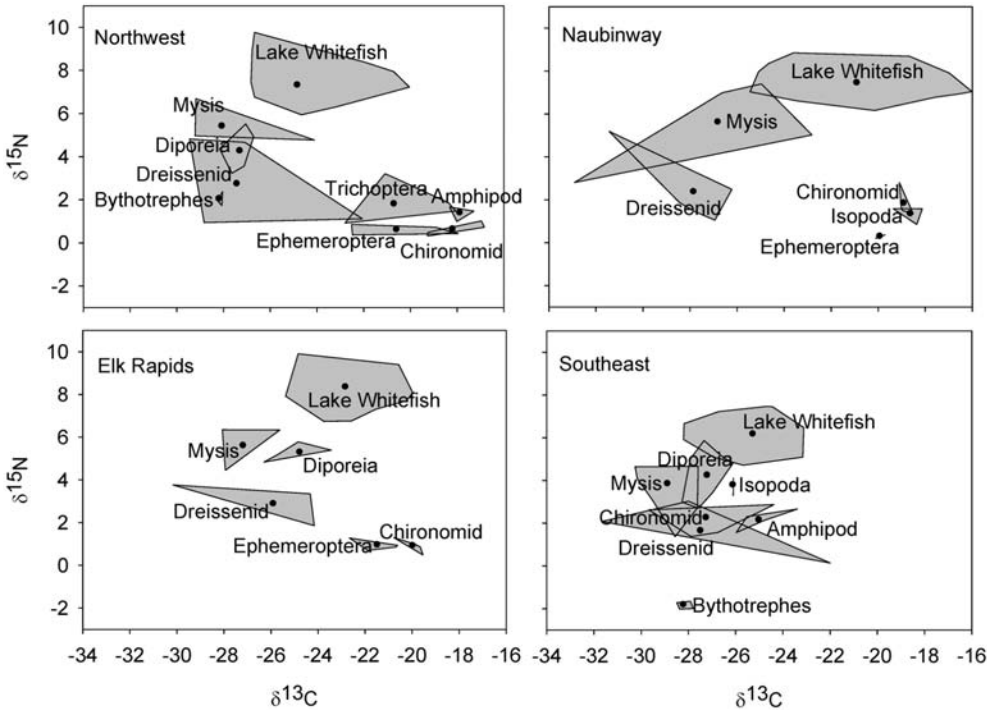 Northwest
Lake Whitefish
Mysis
Diporeia
Dreissenid
Bythotrephes
Trichoptera
Amphipod
Ephemeroptera
Chironomid
10
8
6
4
2
0
-2
δ15N
Naubinway
Lake Whitefish
Mysis
Dreissenid
Chironomid
Isopoda
Ephemeroptera
Elk Rapids
Lake Whitefish
Mysis
Diporeia
Dreissenid
Ephemeroptera
Chironomid
10
8
6
4
2
0
-2
δ15N
-34 -32 -30 -28 -26 -24 -22 -20 -18 -16
δ13C
Southeast
Lake Whitefish
Diporeia
Mysis
Isopoda
Chironomid
Amphipod
Dreissenid
Bythotrephes
-34 -32 -30 -28 -26 -24 -22 -20 -18 -16
δ13C